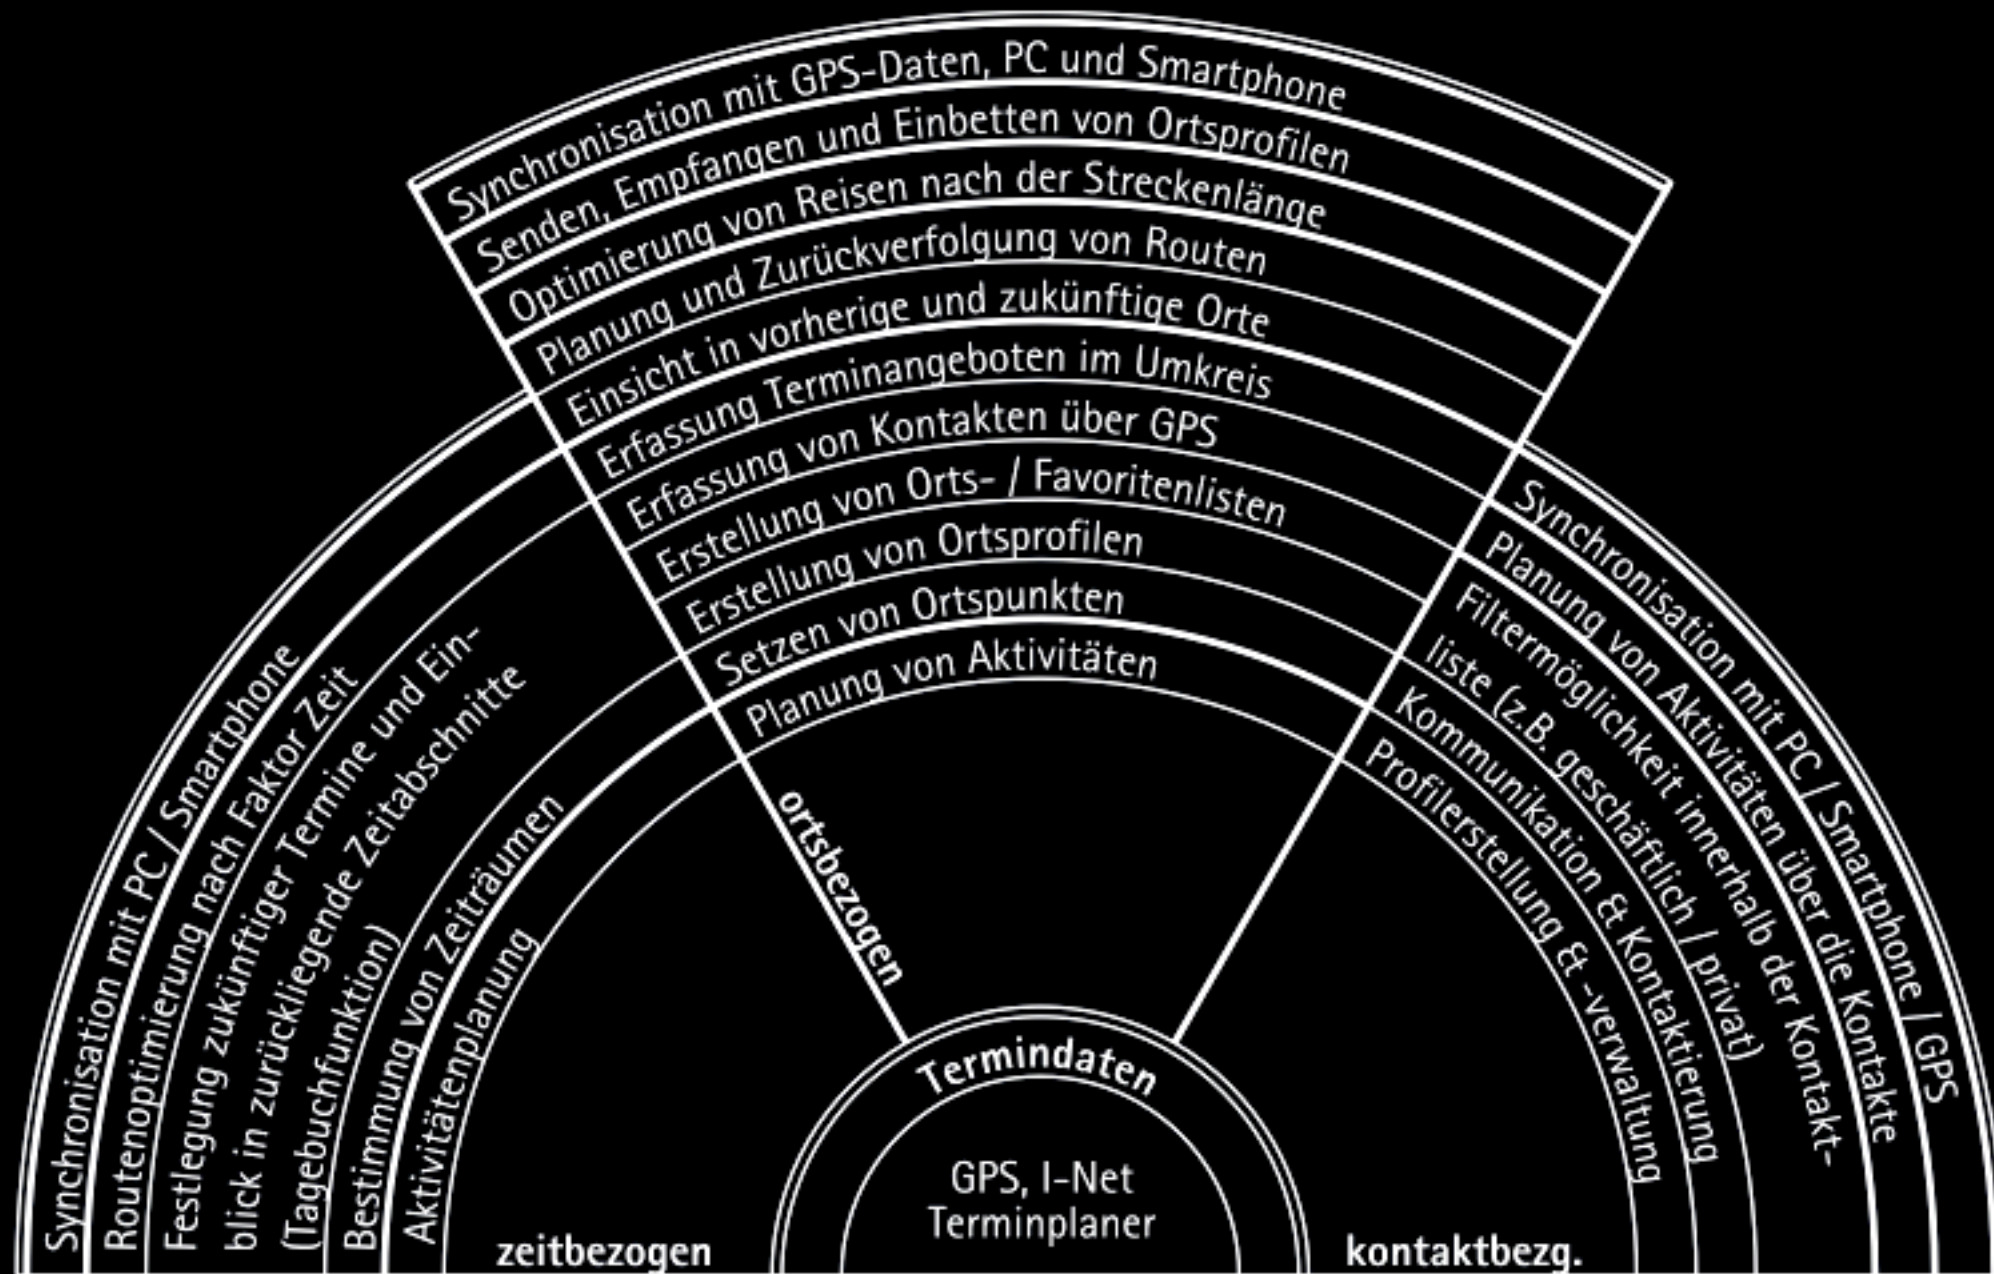 Synchronisation mit GPS-Daten, PC und Smartphone
Senden, Empfangen und Einbetten von Ortsprofilen
Optimierung von Reisen nach der Streckenlänge
Planung und Zurückverfolgung von Routen
Einsicht in vorherige und zukünftige Orte
Erfassung Terminangeboten im Umkreis
Erfassung von Kontakten über GPS
Erstellung von Orts- / Favoritenlisten
Erstellung von Ortsprofilen
Setzen von Ortspunkten
Planung von Aktivitäten
ortsbezogen
Synchronisation mit PC / Smartphone
Routenoptimierung nach Faktor Zeit
Festlegung zukünftiger Termine und Ein-
blick in zurückliegende Zeitabschnitte
(Tagebuchfunktion)
Bestimmung von Zeiträumen
Aktivitätenplanung
zeitbezogen
Synchronisation mit PC / Smartphone / GPS
Planung von Aktivitäten über die Kontakte
Filtermöglichkeit innerhalb der Kontakt-
liste (z.B. geschäftlich / privat)
Kommunikation & Kontaktierung
Profilerstellung & -verwaltung
kontaktbezg.
Termindaten
GPS, I-Net
Terminplaner